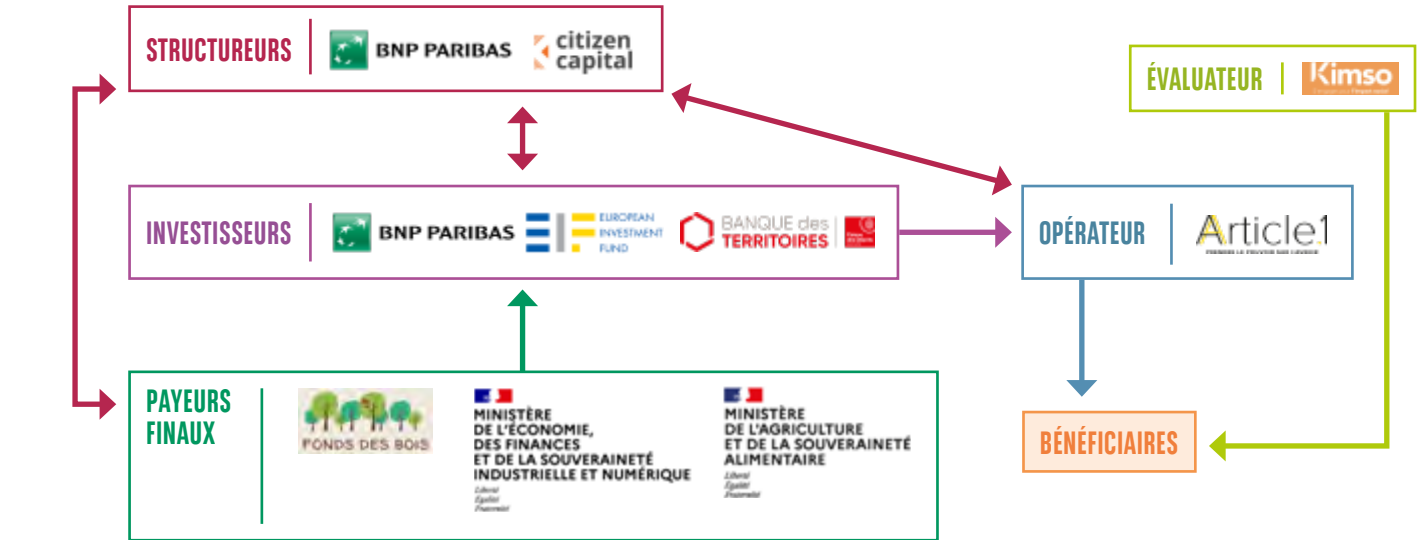 STRUCTUREURS
BNP PARIBAS
citizen
capital
ÉVALUATEUR
Kimso
INVESTISSEURS
BNP PARIBAS
EUROPEAN
INVESTMENT
FUND
BANQUE des
TERRITOIRES
OPÉRATEUR
Article.1
PAYEURS
FINAUX
FONDS DES BOIS
MINISTÈRE
DE L'ÉCONOMIE,
DES FINANCES
ET DE LA SOUVERAINETÉ
INDUSTRIELLE ET NUMÉRIQUE
Liberté
Égalité
Fraternité
MINISTÈRE
DE L'AGRICULTURE
ET DE LA SOUVERAINETÉ
ALIMENTAIRE
Liberté
Égalité
Fraternité
BÉNÉFICIAIRES